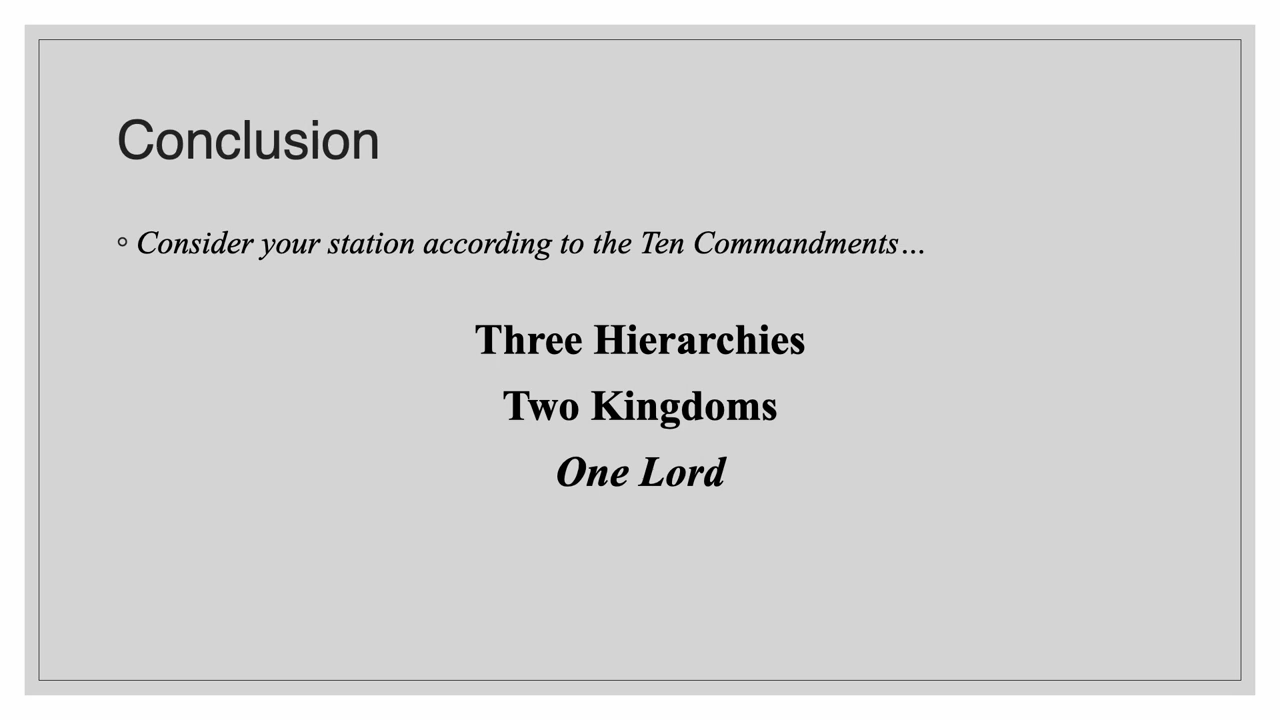 Conclusion
◦ Consider your station according to the Ten Commandments…
Three Hierarchies
Two Kingdoms
One Lord